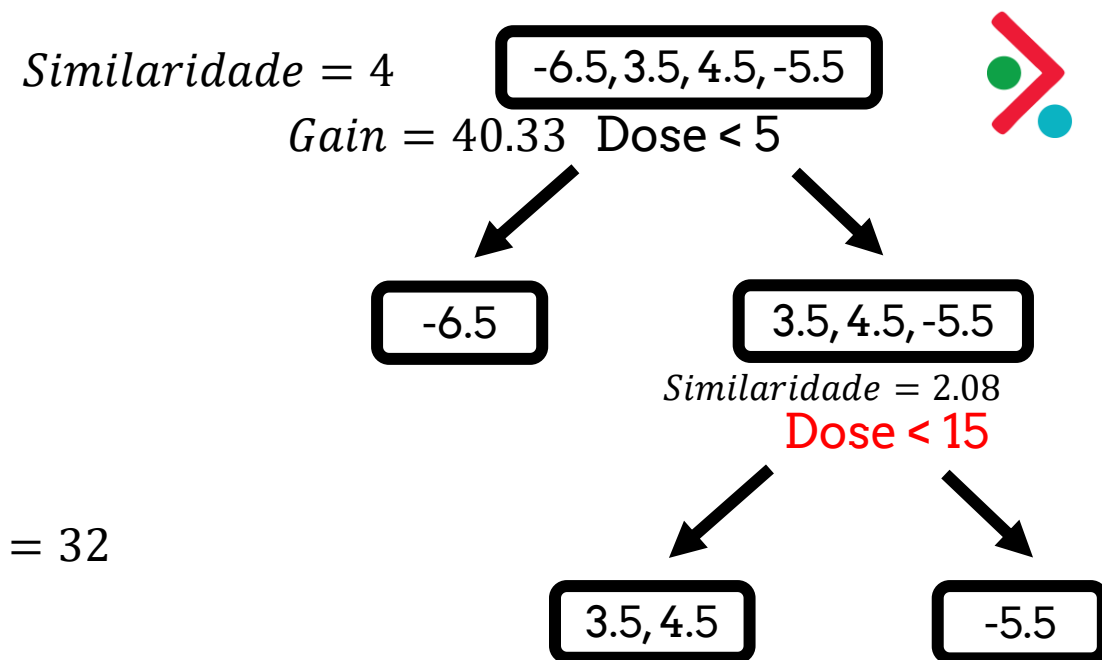 Similaridade = 4
-6.5, 3.5, 4.5, -5.5
Gain = 40.33 Dose < 5
-6.5
3.5, 4.5, -5.5
Similaridade = 2.08
Dose < 15
= 32
3.5, 4.5
-5.5